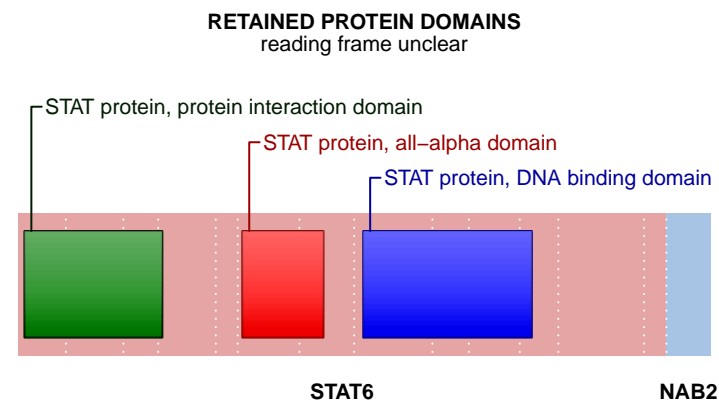 RETAINED PROTEIN DOMAINS
reading frame unclear
STAT protein, protein interaction domain
STAT protein, all−alpha domain
STAT protein, DNA binding domain
STAT6 NAB2